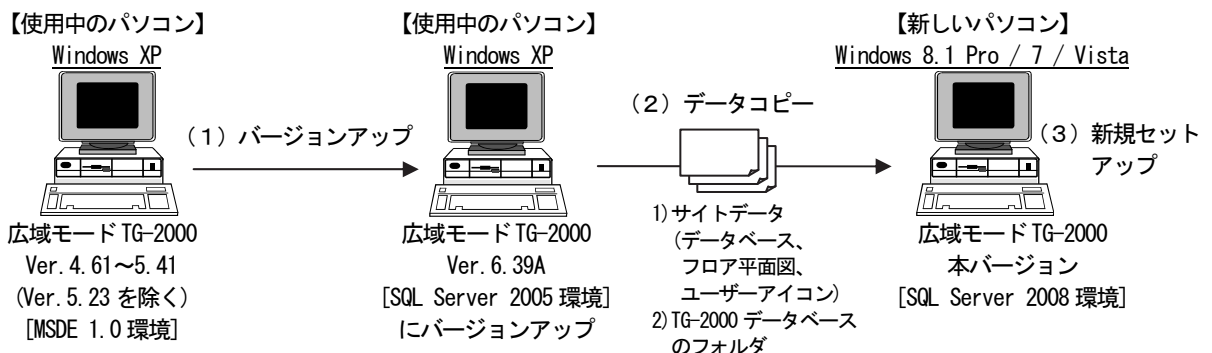 【使用中のパソコン】
Windows XP
(1)バージョンアップ
広域モード TG-2000
Ver.4.61～5.41
(Ver.5.23 を除く)
[MSDE 1.0 環境]
【使用中のパソコン】
Windows XP
広域モード TG-2000
Ver.6.39A
[SQL Server 2005 環境]
にバージョンアップ
(2)データコピー
1)サイトデータ
(データベース、
フロア平面図、
ユーザーアイコン)
2)TG-2000 データベース
のフォルダ
【新しいパソコン】
Windows 8.1 Pro / 7 / Vista
(3)新規セット
アップ
広域モード TG-2000
本バージョン
[SQL Server 2008 環境]